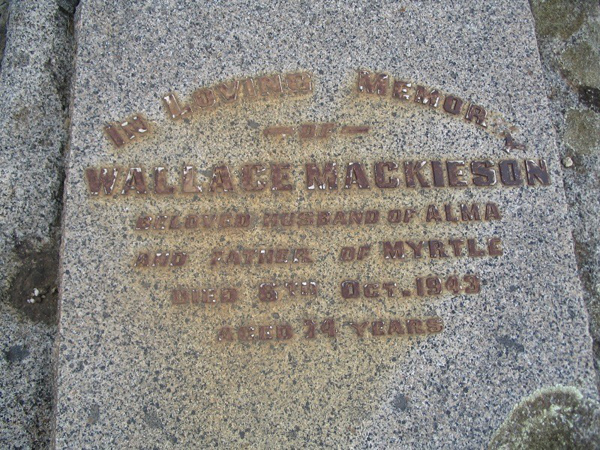 IN LOVING MEMORY
— OF —
WALLACE MACKIESON
BELOVED HUSBAND OF ALMA
AND FATHER OF MYRTLE
DIED 8TH OCT. 1943
AGED 74 YEARS